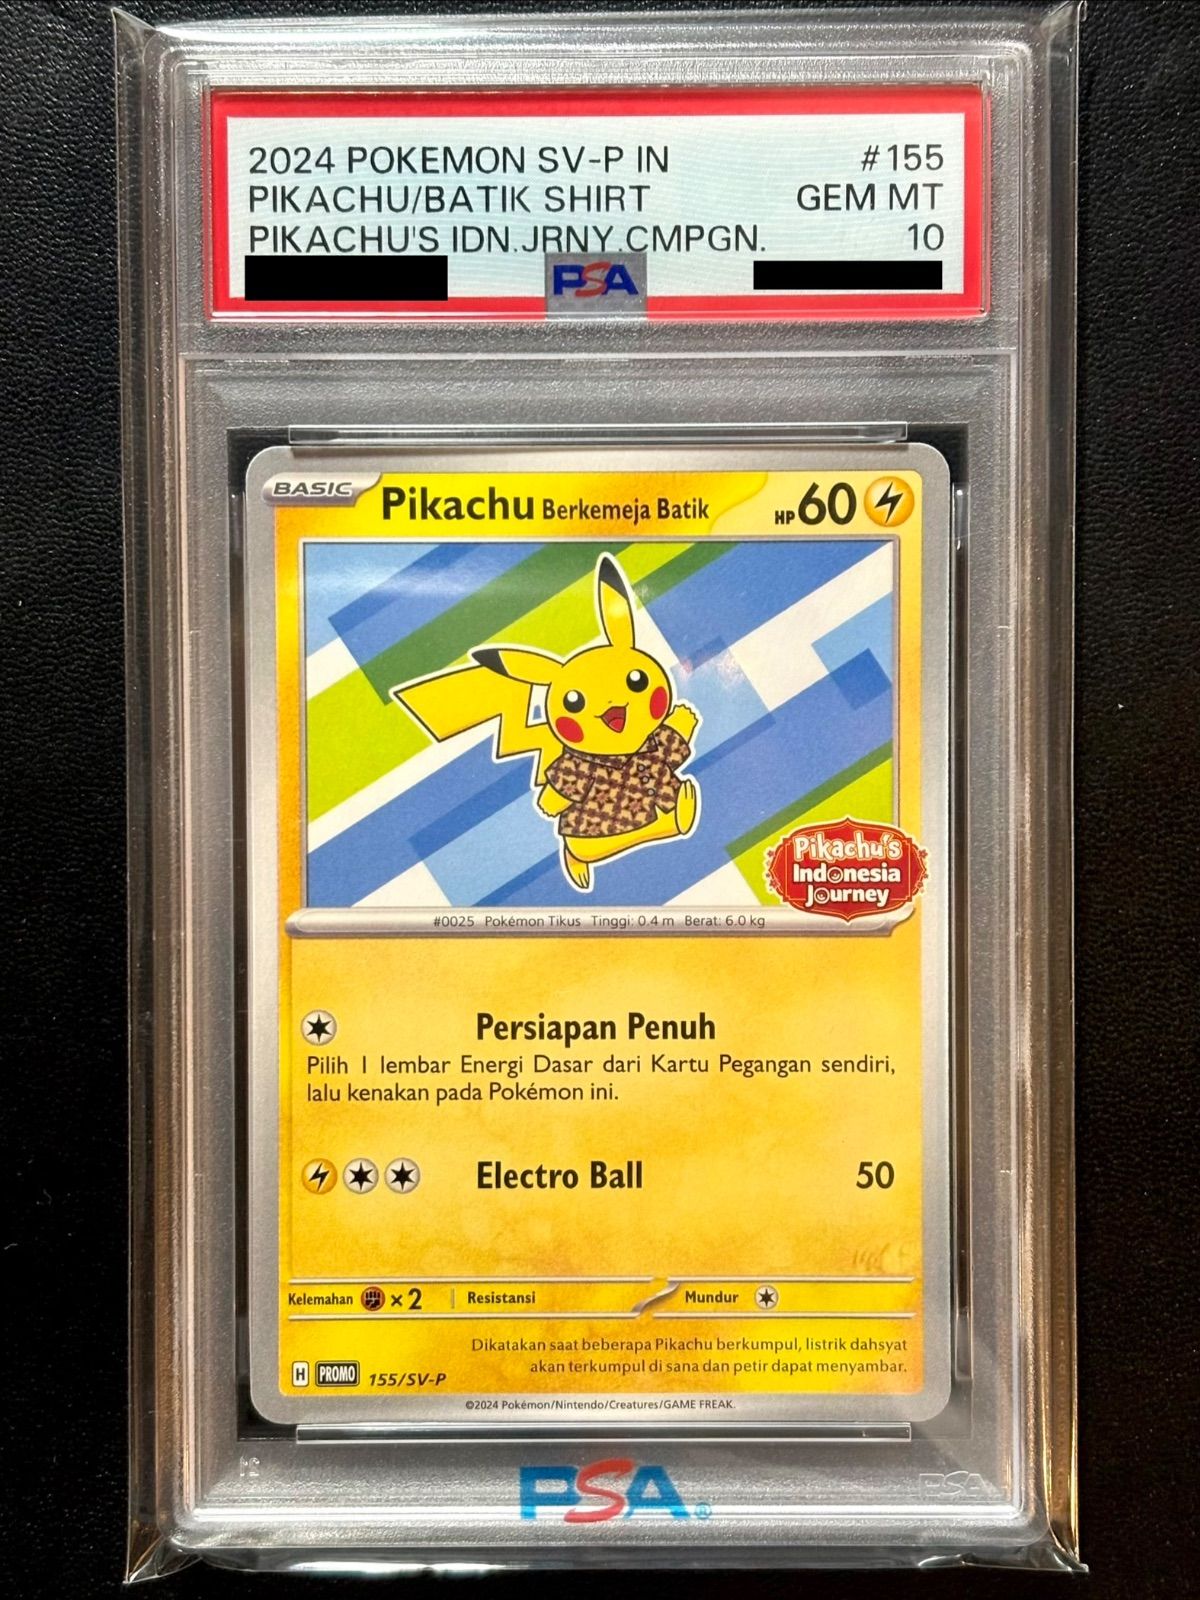 2024 POKEMON SV-P IN #155
PIKACHU/BATIK SHIRT GEM MT
PIKACHU'S IDN.JRNY.CMPGN. 10
PSA
BASIC Pikachu Berkemeja Batik HP 60
Pikachu's
Indonesia
Journey
#0025 Pokémon Tikus Tinggi: 0.4 m Berat: 6.0 kg
Persiapan Penuh
Pilih 1 lembar Energi Dasar dari Kartu Pegangan sendiri,
lalu kenakan pada Pokémon ini.
Electro Ball 50
Kelemahan ×2 Resistansi Mundur
Dikatakan saat beberapa Pikachu berkumpul, listrik dahsyat
akan terkumpul di sana dan petir dapat menyambar.
H PROMO 155/SV-P
©2024 Pokémon/Nintendo/Creatures/GAME FREAK.
PSA®
PSA